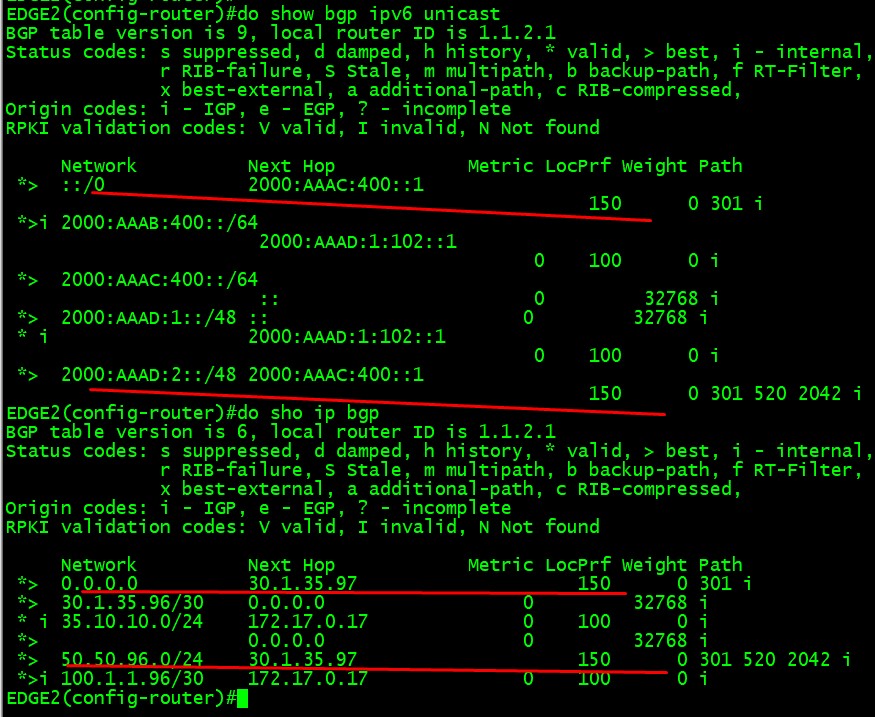 EDGE2(config-router)#do show bgp ipv6 unicast
BGP table version is 9, local router ID is 1.1.2.1
Status codes: s suppressed, d damped, h history, * valid, > best, i - internal,
r RIB-failure, S Stale, m multipath, b backup-path, f RT-Filter,
x best-external, a additional-path, c RIB-compressed,
Origin codes: i - IGP, e - EGP, ? - incomplete
RPKI validation codes: V valid, I invalid, N Not found
Network Next Hop Metric LocPrf Weight Path
*> ::/0 2000:AAAC:400::1
150 0 301 i
*>i 2000:AAAB:400::/64
2000:AAAD:1:102::1
0 100 0 i
*> 2000:AAAC:400::/64
:: 0 32768 i
*> 2000:AAAD:1::/48 :: 0 32768 i
* i 2000:AAAD:1:102::1
0 100 0 i
*> 2000:AAAD:2::/48 2000:AAAC:400::1
150 0 301 520 2042 i
EDGE2(config-router)#do sho ip bgp
BGP table version is 6, local router ID is 1.1.2.1
Status codes: s suppressed, d damped, h history, * valid, > best, i - internal,
r RIB-failure, S Stale, m multipath, b backup-path, f RT-Filter,
x best-external, a additional-path, c RIB-compressed,
Origin codes: i - IGP, e - EGP, ? - incomplete
RPKI validation codes: V valid, I invalid, N Not found
Network Next Hop Metric LocPrf Weight Path
*> 0.0.0.0 30.1.35.97 150 0 301 i
*> 30.1.35.96/30 0.0.0.0 0 32768 i
* i 35.10.10.0/24 172.17.0.17 0 100 0 i
*> 0.0.0.0 0 32768 i
*> 50.50.96.0/24 30.1.35.97 150 0 301 520 2042 i
*>i 100.1.1.96/30 172.17.0.17 0 100 0 i
EDGE2(config-router)#